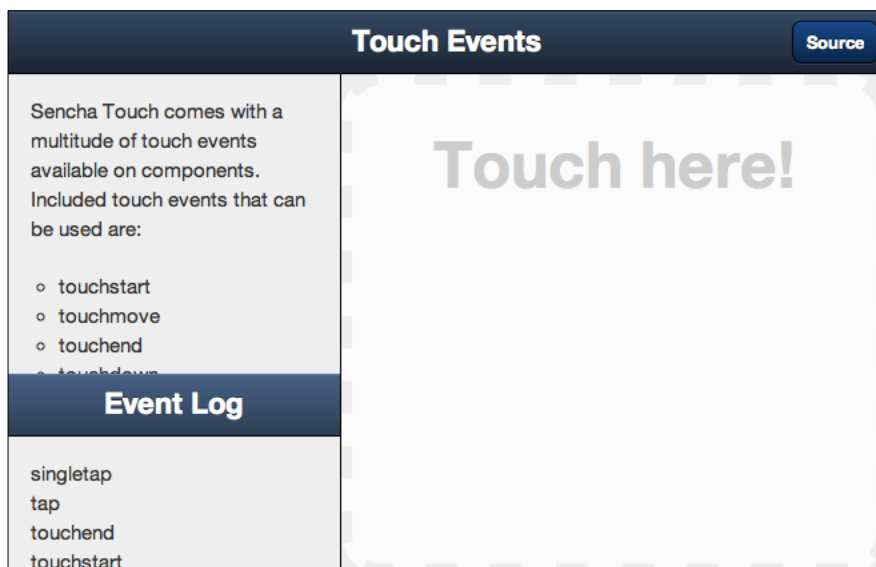 Touch Events
Source
Sencha Touch comes with a
multitude of touch events
available on components.
Included touch events that can
be used are:
touchstart
touchmove
touchend
touchdown
Event Log
singletap
tap
touchend
touchstart
Touch here!